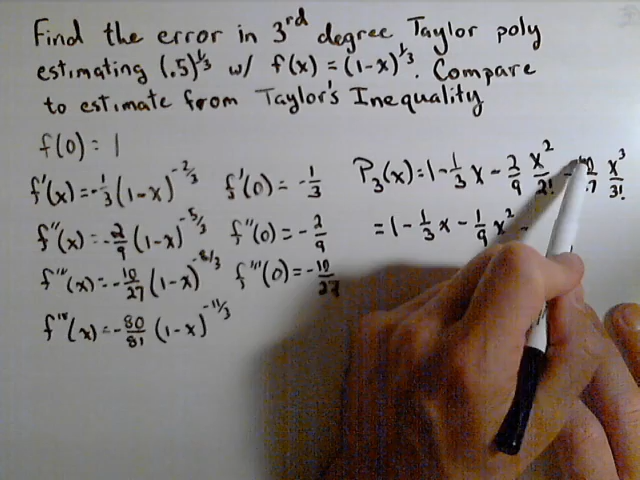 Find the error in 3rd degree Taylor poly
estimating (.5)^1/3 w/ f(x) = (1-x)^1/3. Compare
to estimate from Taylor's Inequality
f(0) = 1
f'(x) = -1/3 (1-x)^-2/3 f'(0) = -1/3
f''(x) = -2/9 (1-x)^-5/3 f''(0) = -2/9
f'''(x) = -10/27 (1-x)^-8/3 f'''(0) = -10/27
f''''(x) = -80/81 (1-x)^-11/3
P₃(x) = 1 - 1/3 x - 2/9 x²/2! - x³/3!
= 1 - 1/3 x - 1/9 x² -